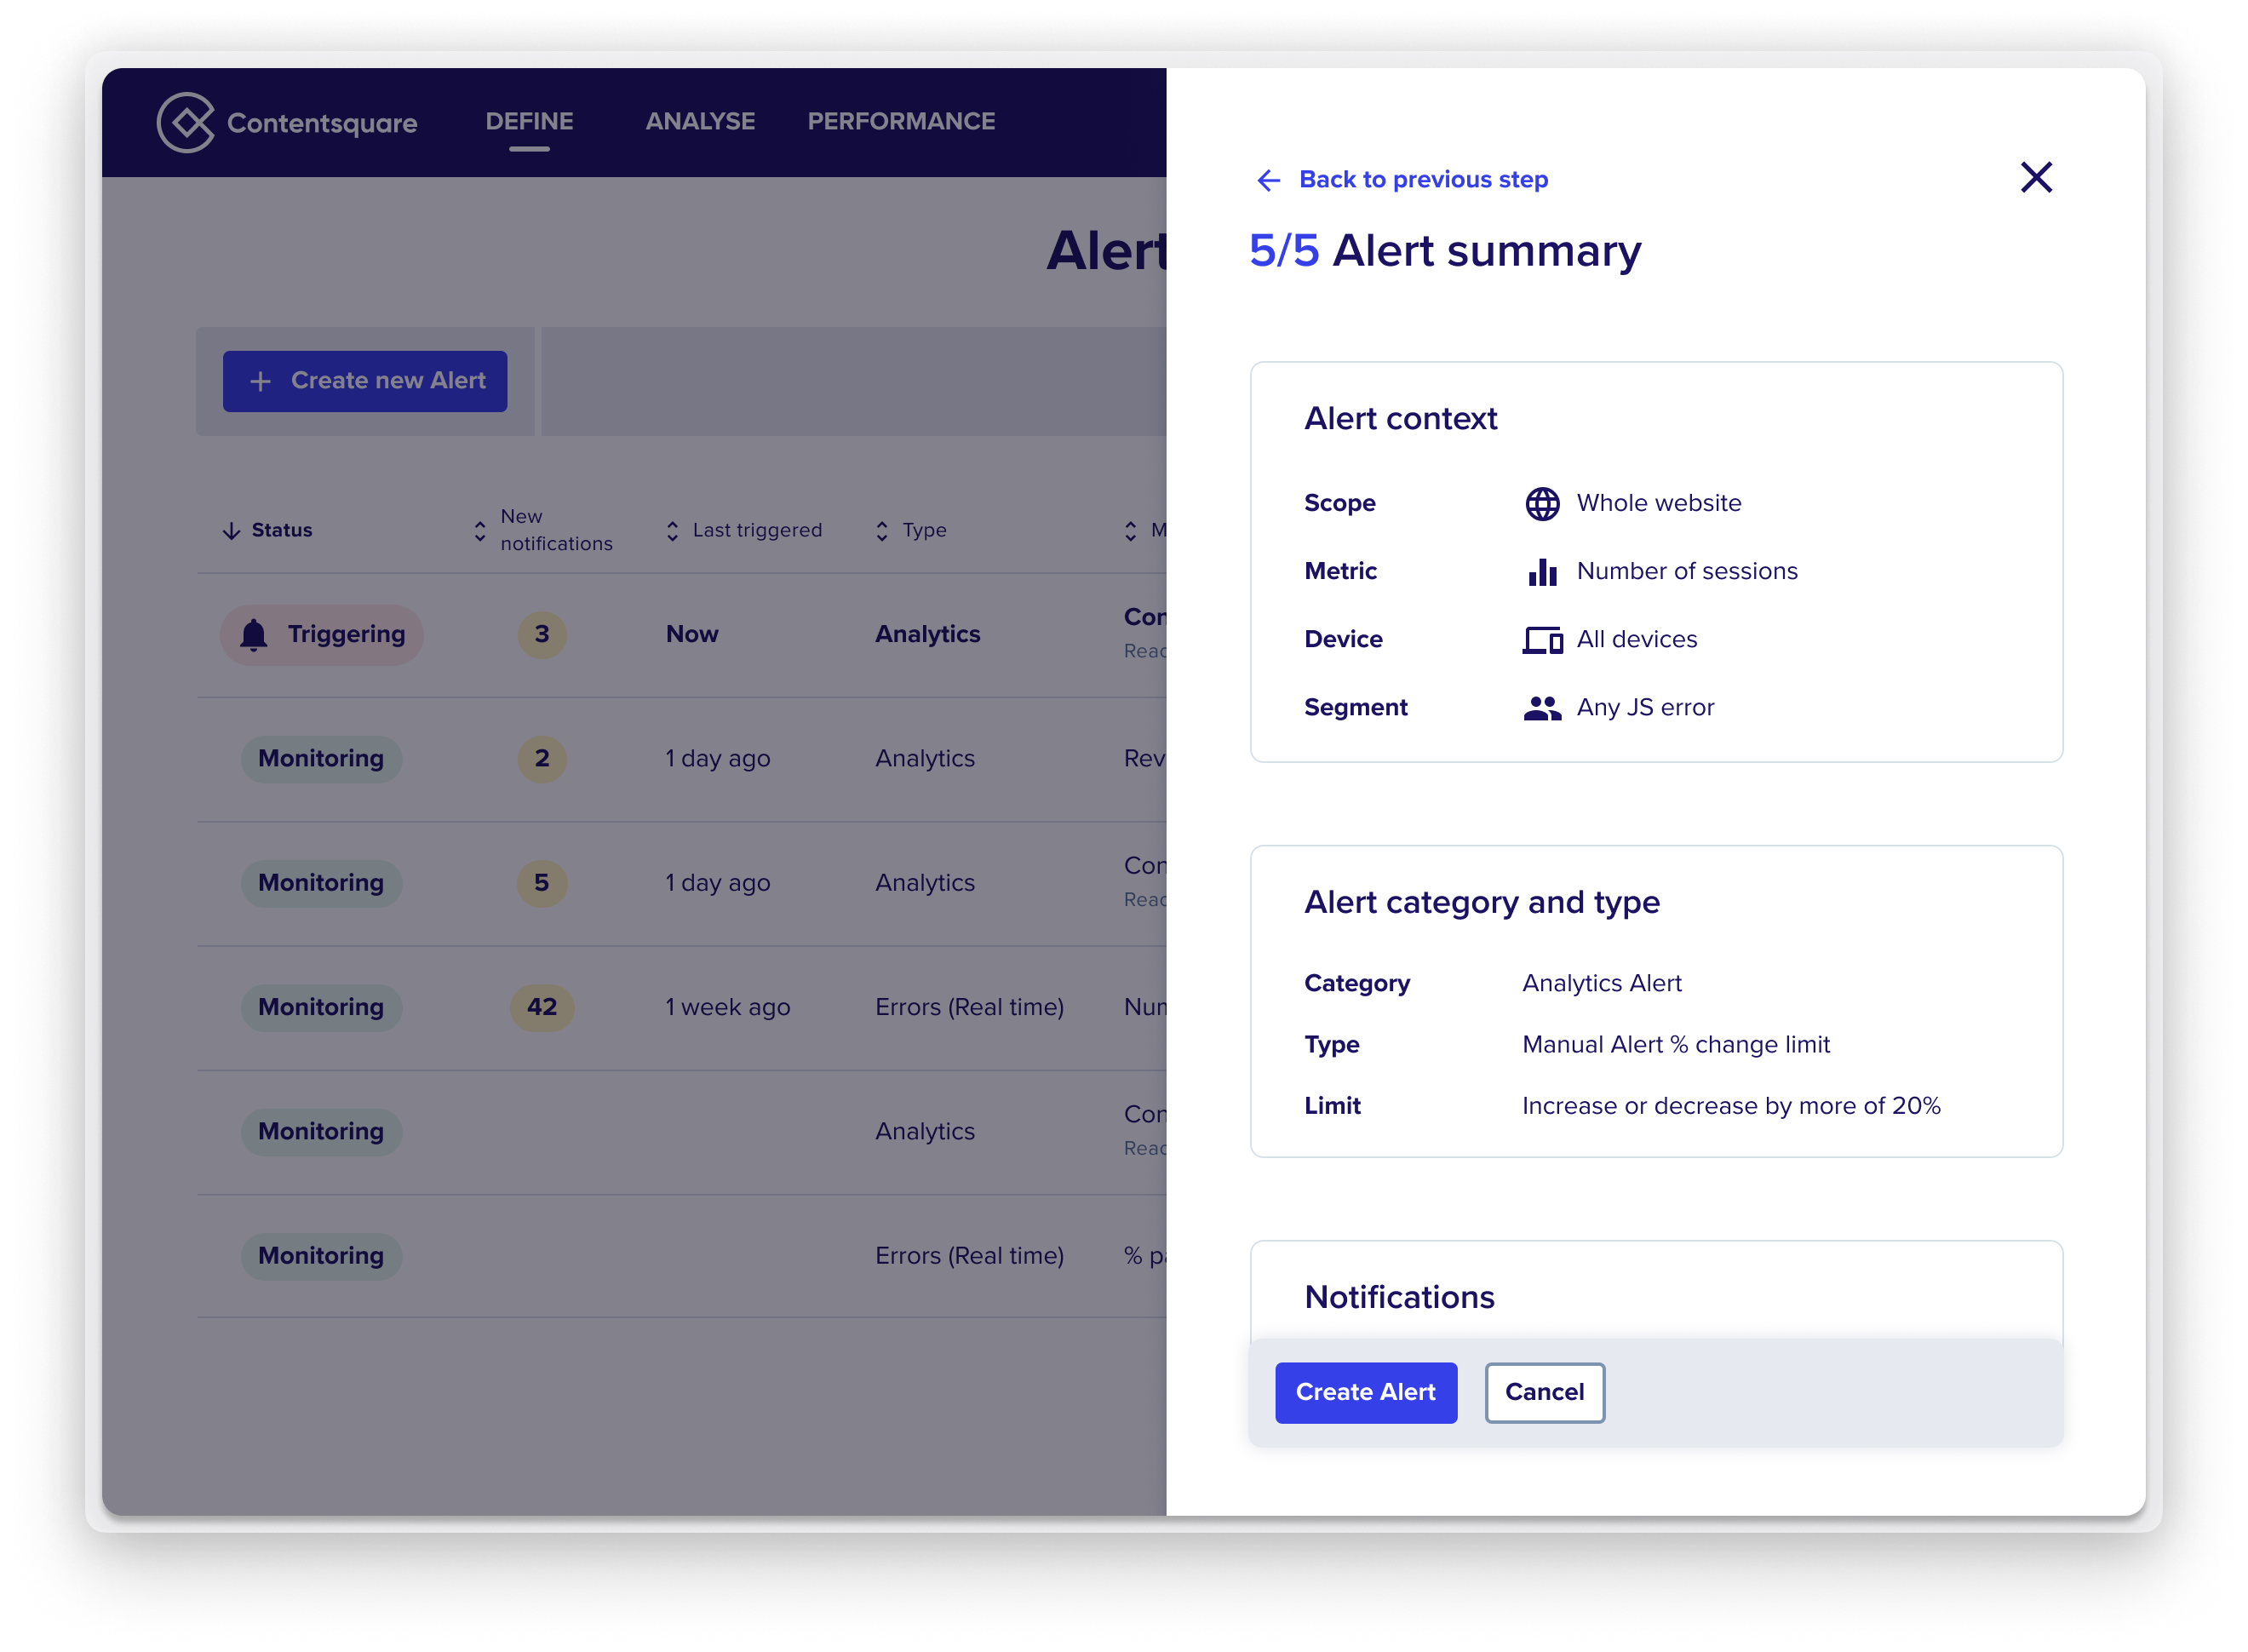 Contentsquare DEFINE ANALYSE PERFORMANCE
Alert
+ Create new Alert
Status New notifications Last triggered Type M
Triggering 3 Now Analytics Con
Reac
Monitoring 2 1 day ago Analytics Rev
Monitoring 5 1 day ago Analytics Con
Reac
Monitoring 42 1 week ago Errors (Real time) Num
Monitoring Analytics Con
Reac
Monitoring Errors (Real time) % pa
Back to previous step
5/5 Alert summary
Alert context
Scope Whole website
Metric Number of sessions
Device All devices
Segment Any JS error
Alert category and type
Category Analytics Alert
Type Manual Alert % change limit
Limit Increase or decrease by more of 20%
Notifications
Create Alert Cancel